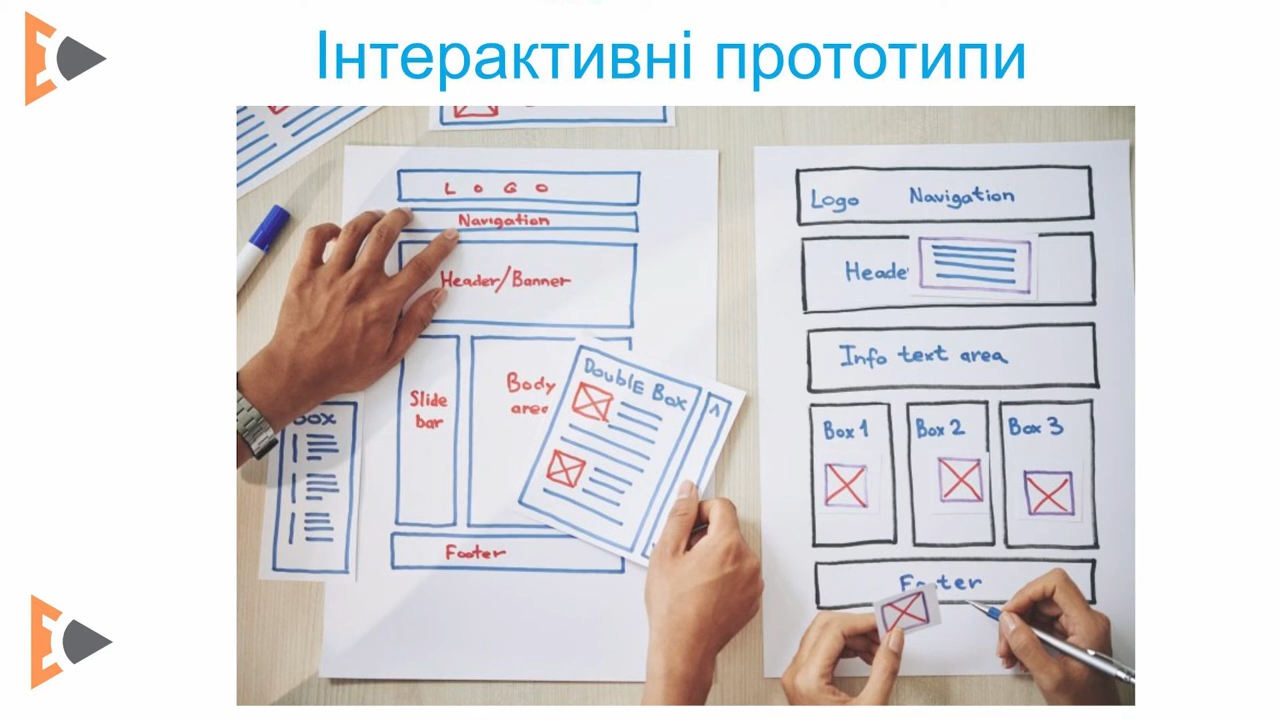 Інтерактивні прототипи
LOGO
Navigation
Header/Banner
Slide
bar
Body
area
Footer
Double Box
Box
Logo Navigation
Heade
Info text area
Box 1 Box 2 Box 3
Footer